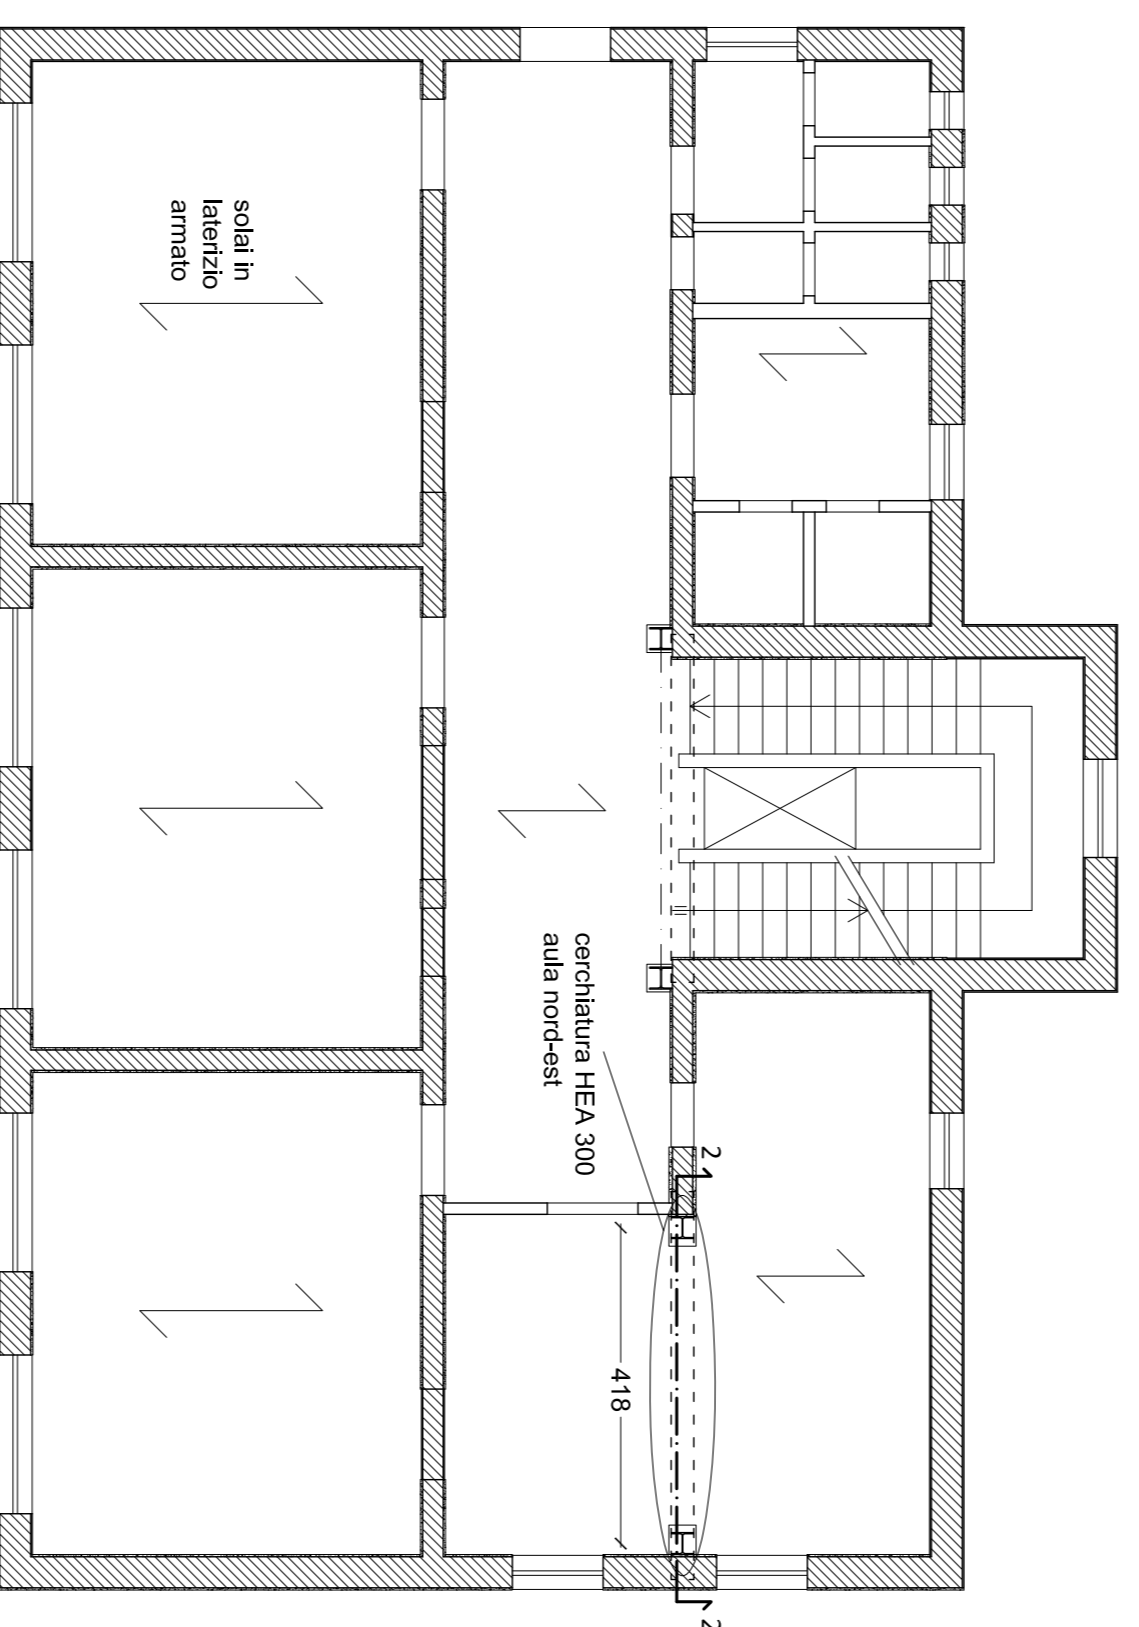 solai in
laterizio
armato
cerchiatura HEA 300
aula nord-est
2
418
2